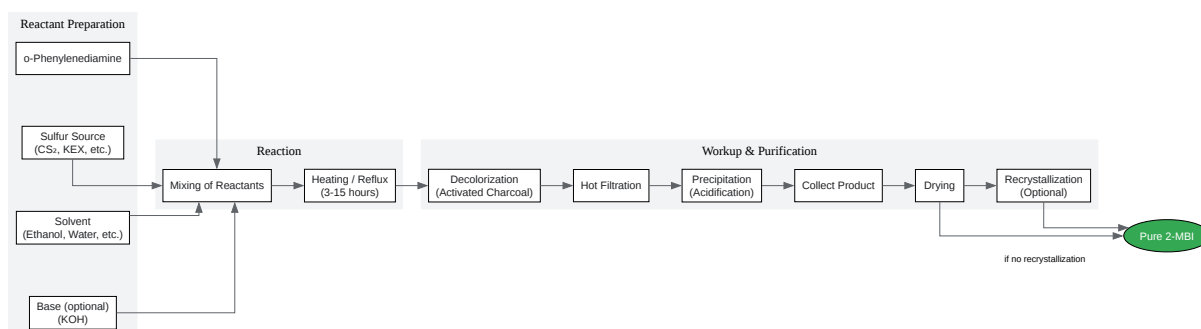 Reactant Preparation
o-Phenylenediamine
Sulfur Source
(CS₂, KEX, etc.)
Solvent
(Ethanol, Water, etc.)
Base (optional)
(KOH)
Reaction
Mixing of Reactants
Heating / Reflux
(3-15 hours)
Workup & Purification
Decolorization
(Activated Charcoal)
Hot Filtration
Precipitation
(Acidification)
Collect Product
Drying
Recrystallization
(Optional)
if no recrystallization
Pure 2-MBI